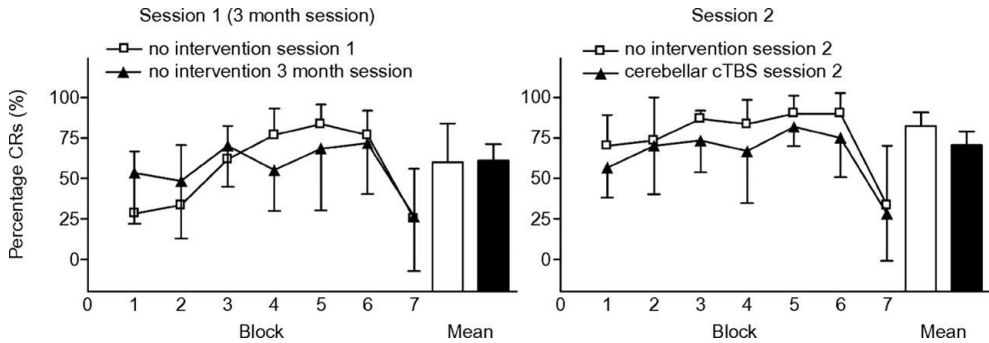 Session 1 (3 month session)
no intervention session 1
no intervention 3 month session
Percentage CRs (%)
100
75
50
25
0
0 1 2 3 4 5 6 7
Block Mean
Session 2
no intervention session 2
cerebellar cTBS session 2
100
75
50
25
0
0 1 2 3 4 5 6 7
Block Mean